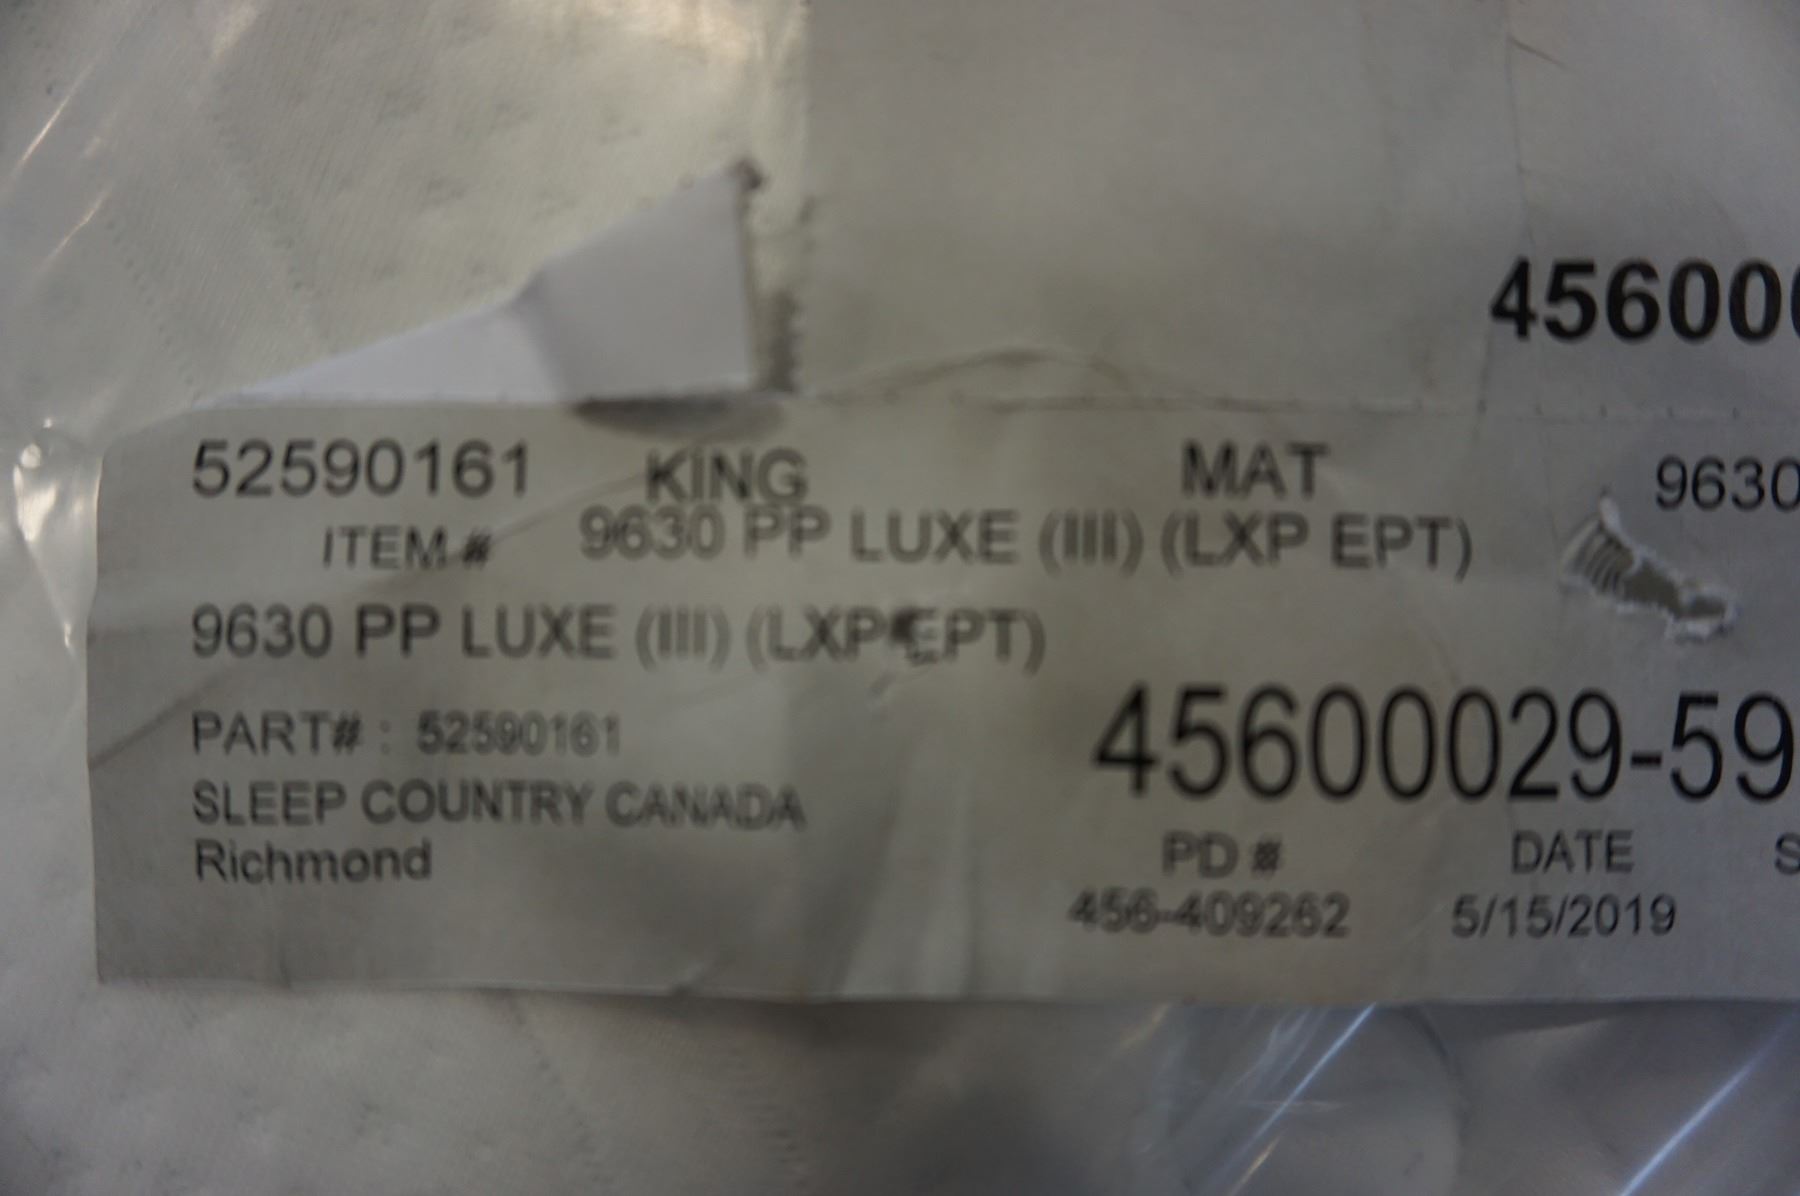 456000
52590161 KING MAT 9630
ITEM # 9630 PP LUXE (III) (LXP EPT)
9630 PP LUXE (III) (LXP EPT)
45600029-59
PART# : 52590161
SLEEP COUNTRY CANADA
Richmond
PD # DATE S
456-409262 5/15/2019